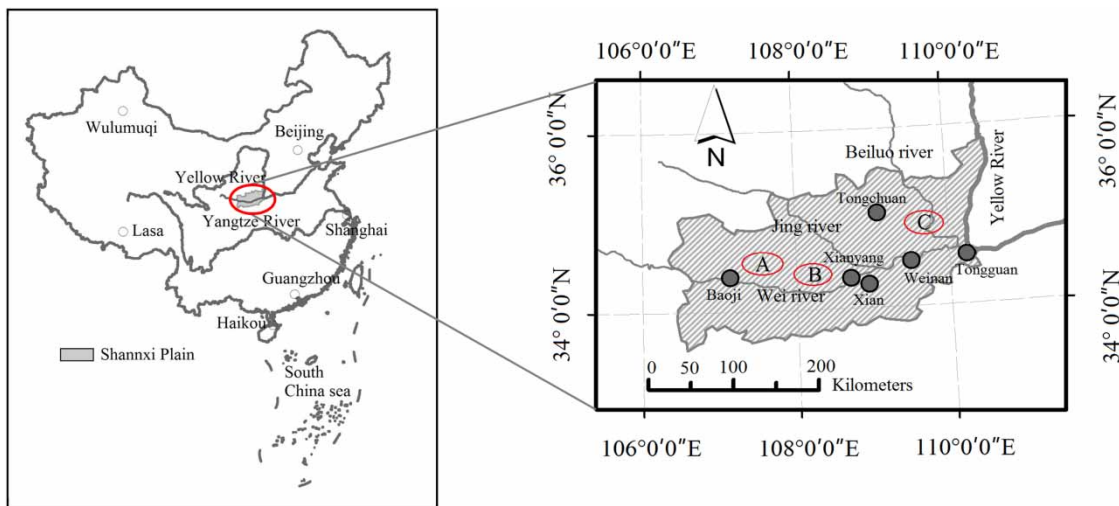 Wulumuqi
Beijing
Yellow River
Lasa
Yangtze River
Shanghai
Guangzhou
Haikou
Shannxi Plain
South
China sea
106°0′0″E
108°0′0″E
110°0′0″E
36° 0′0″N
36° 0′0″N
N
Beiluo river
Yellow River
Tongchuan
C
Jing river
A
Xianyang
B
Weinan
Tongguan
Baoji
Wei river
Xian
34° 0′0″N
34° 0′0″N
0 50 100 200
Kilometers
106°0′0″E
108°0′0″E
110°0′0″E